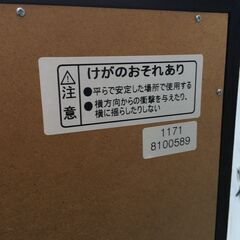 けがのおそれあり
注意
●平らで安定した場所で使用する
●横方向からの衝撃を与えたり、
横に揺らしたりしない
1171
8100589